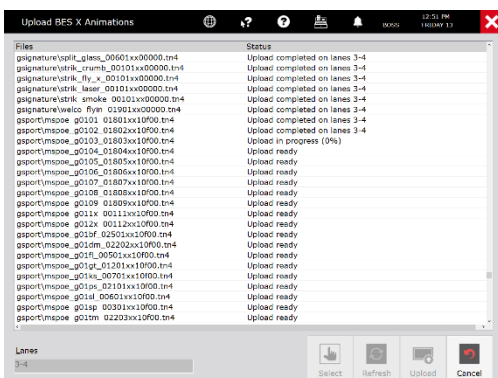 Upload BES X Animations
BOSS
12:51 PM
FRIDAY 13
Files Status
gsignature\split_glass_00601xx00000.tn4 Upload completed on lanes 3-4
gsignature\strik_crumb_00101xx00000.tn4 Upload completed on lanes 3-4
gsignature\strik_fly_x_00101xx00000.tn4 Upload completed on lanes 3-4
gsignature\strik_laser_00101xx00000.tn4 Upload completed on lanes 3-4
gsignature\strik_smoke_00101xx00000.tn4 Upload completed on lanes 3-4
gsignature\welco_flyin_01901xx00000.tn4 Upload completed on lanes 3-4
gsport\mspoe_g0101_01801xx10f00.tn4 Upload completed on lanes 3-4
gsport\mspoe_g0102_01802xx10f00.tn4 Upload completed on lanes 3-4
gsport\mspoe_g0103_01803xx10f00.tn4 Upload in progress (0%)
gsport\mspoe_g0104_01804xx10f00.tn4 Upload ready
gsport\mspoe_g0105_01805xx10f00.tn4 Upload ready
gsport\mspoe_g0106_01806xx10f00.tn4 Upload ready
gsport\mspoe_g0107_01807xx10f00.tn4 Upload ready
gsport\mspoe_g0108_01808xx10f00.tn4 Upload ready
gsport\mspoe_g0109_01809xx10f00.tn4 Upload ready
gsport\mspoe_g011x_00111xx10f00.tn4 Upload ready
gsport\mspoe_g012x_00112xx10f00.tn4 Upload ready
gsport\mspoe_g01bf_02501xx10f00.tn4 Upload ready
gsport\mspoe_g01dm_02202xx10f00.tn4 Upload ready
gsport\mspoe_g01fl_00501xx10f00.tn4 Upload ready
gsport\mspoe_g01gt_01201xx10f00.tn4 Upload ready
gsport\mspoe_g01ks_00701xx10f00.tn4 Upload ready
gsport\mspoe_g01ps_02101xx10f00.tn4 Upload ready
gsport\mspoe_g01sl_00601xx10f00.tn4 Upload ready
gsport\mspoe_g01sp_00301xx10f00.tn4 Upload ready
gsport\mspoe_g01tm_02203xx10f00.tn4 Upload ready
Lanes
3-4
Select Refresh Upload Cancel